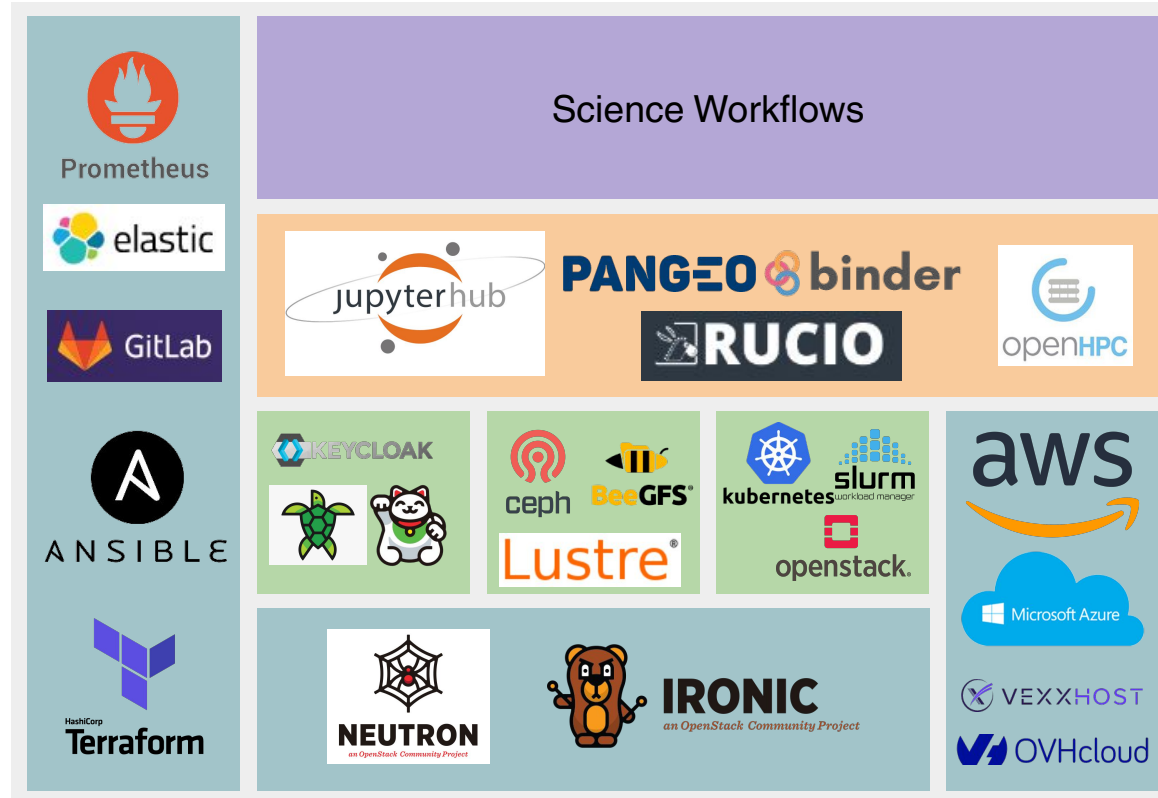 Prometheus
elastic
GitLab
ANSIBLE
HashiCorp
Terraform
Science Workflows
jupyterhub
PANGEO binder
RUCIO
openHPC
KEYCLOAK
ceph
BeeGFS®
Lustre®
kubernetes
slurm
workload manager
openstack.
aws
Microsoft Azure
VEXXHOST
OVHcloud
NEUTRON
an OpenStack Community Project
IRONIC
an OpenStack Community Project